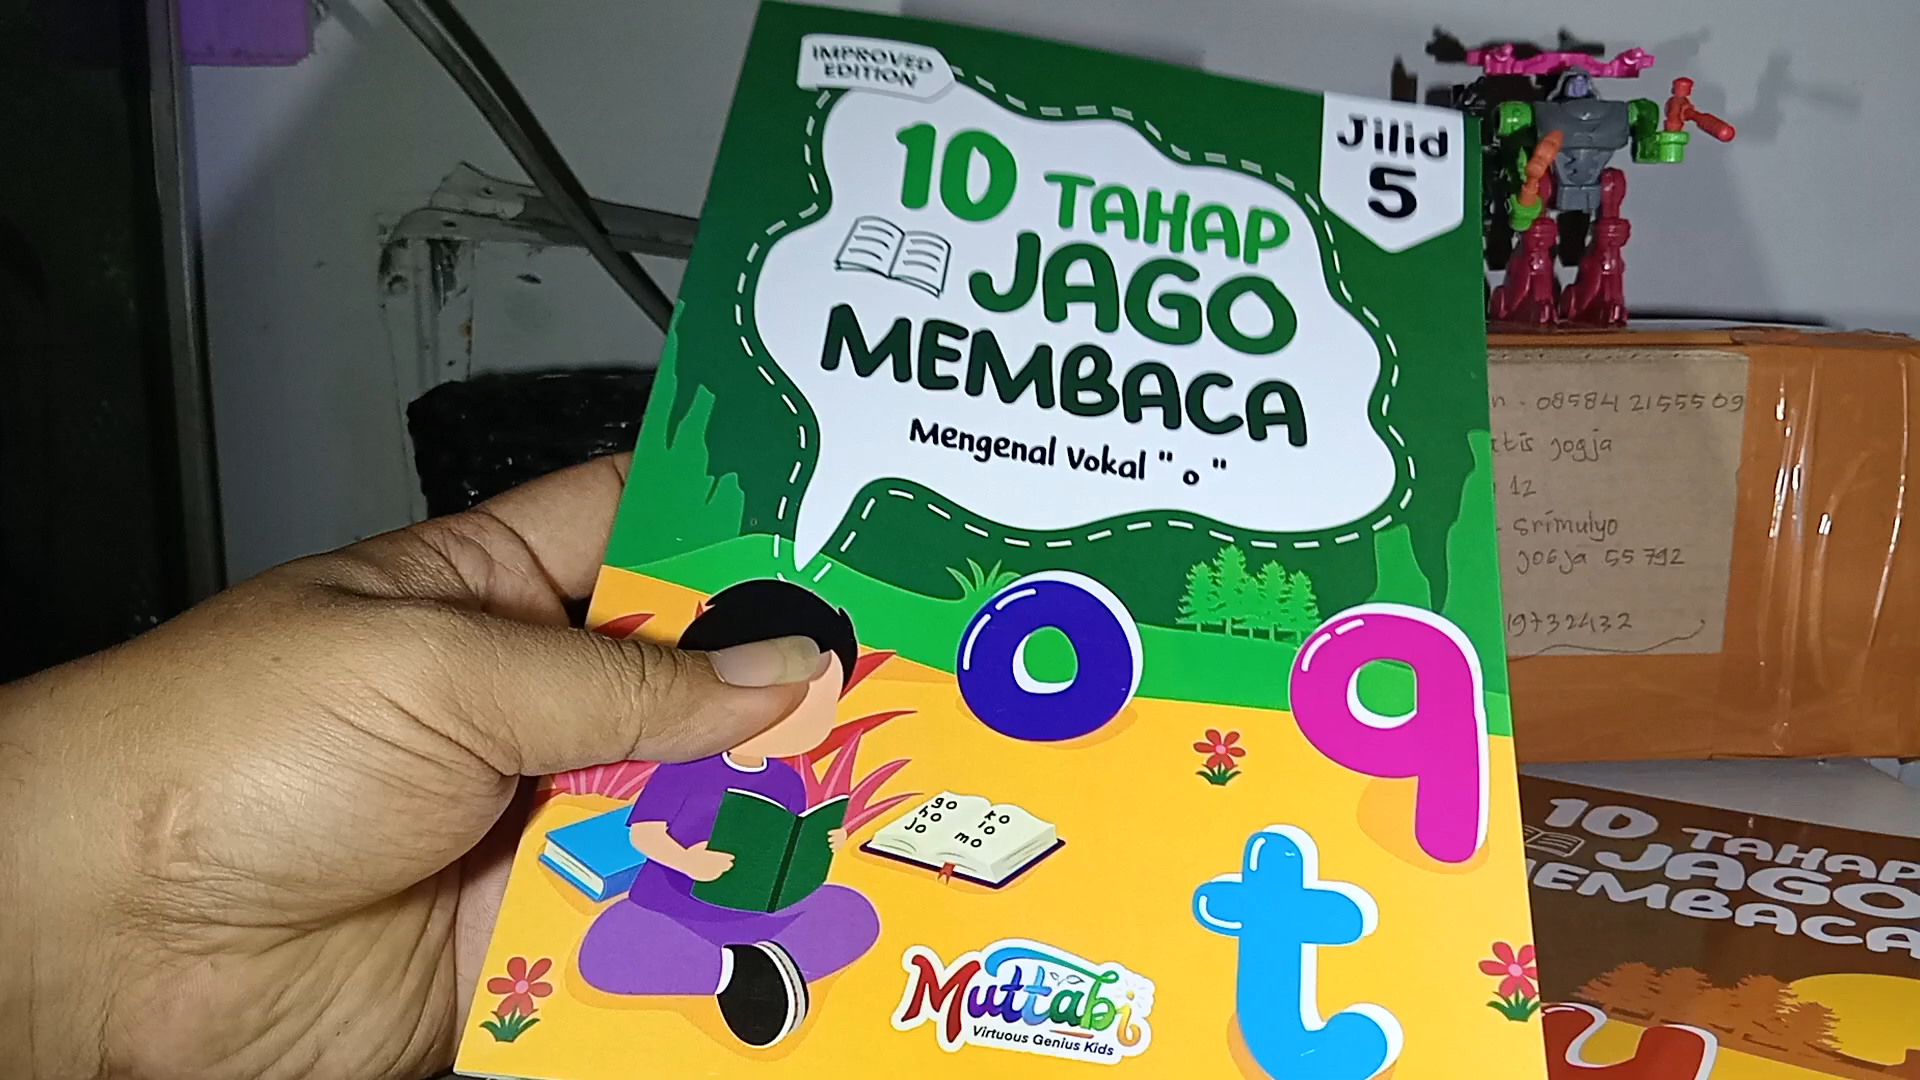 IMPROVED
EDITION
Jilid
5
10 TAHAP
JAGO
MEMBACA
Mengenal Vokal " o "
o
q
t
go
ho
jo
ko
lo
mo
Muttabi
Virtuous Genius Kids
08584 2155509
Jogja
12
Srimulyo
Jogja 55792
19732432
10 TAHAP
JAGO
MEMBACA